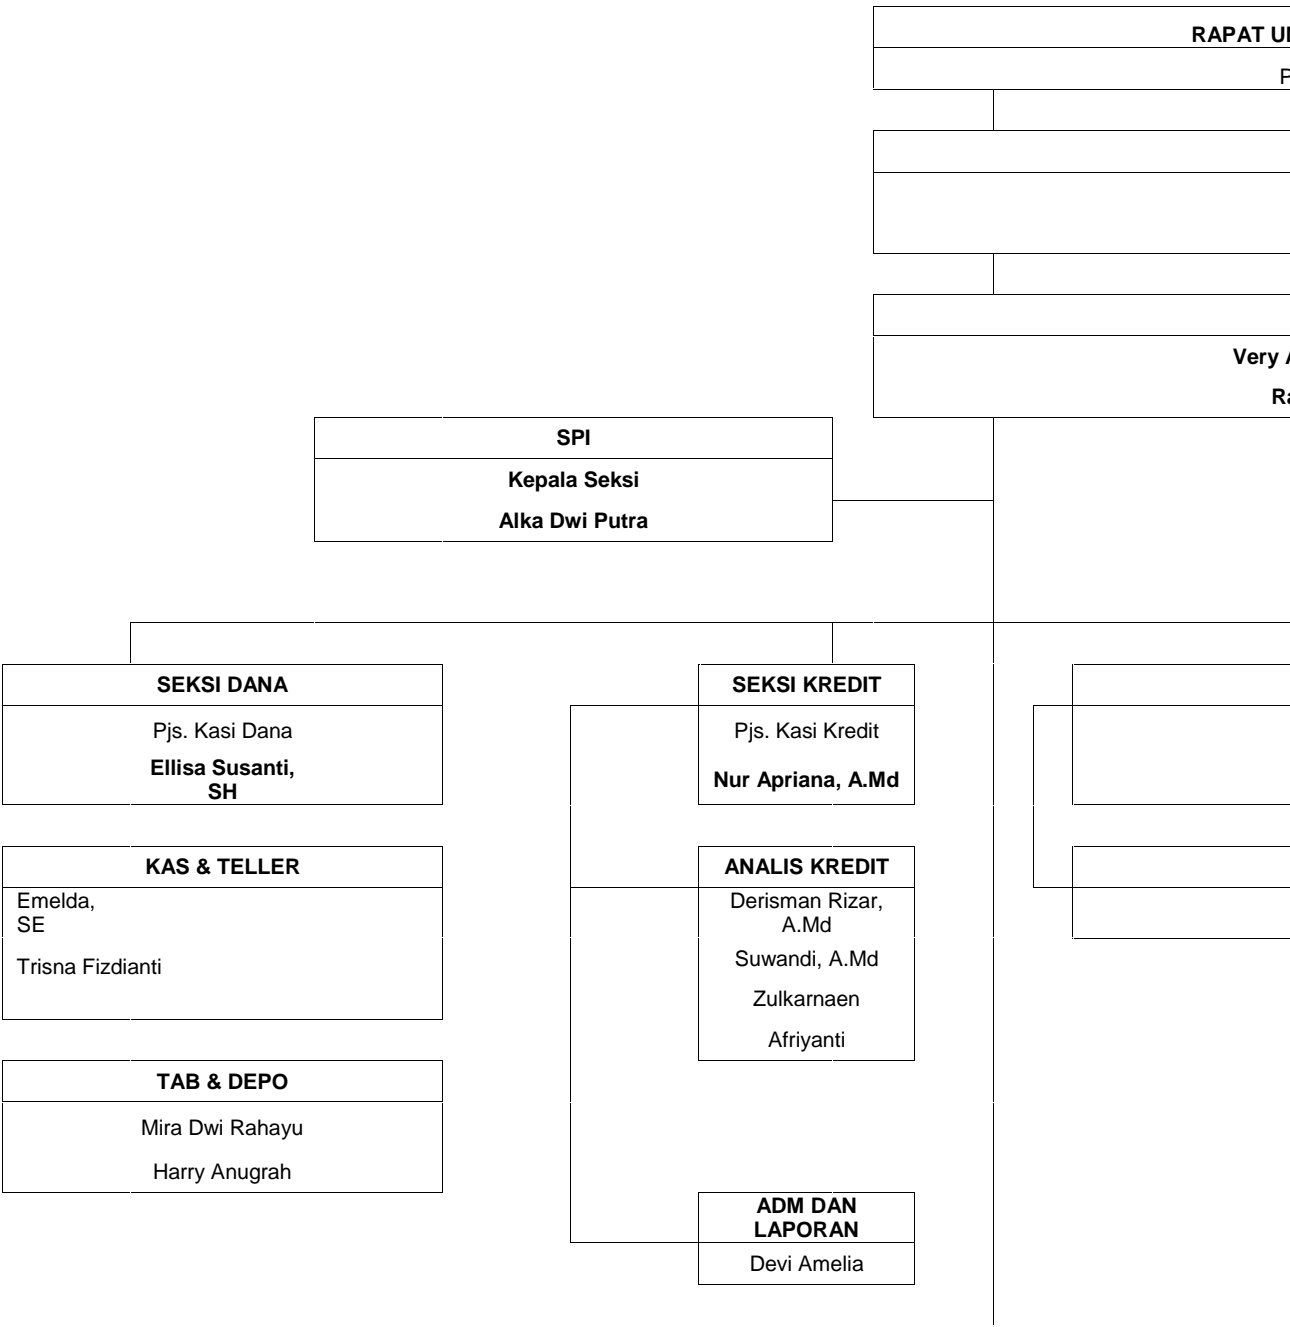 RAPAT U
P
Very
Ra
SPI
Kepala Seksi
Alka Dwi Putra
SEKSI DANA
Pjs. Kasi Dana
Ellisa Susanti,
SH
SEKSI KREDIT
Pjs. Kasi Kredit
Nur Apriana, A.Md
KAS & TELLER
Emelda,
SE
Trisna Fizdianti
ANALIS KREDIT
Derisman Rizar,
A.Md
Suwandi, A.Md
Zulkarnaen
Afriyanti
TAB & DEPO
Mira Dwi Rahayu
Harry Anugrah
ADM DAN
LAPORAN
Devi Amelia